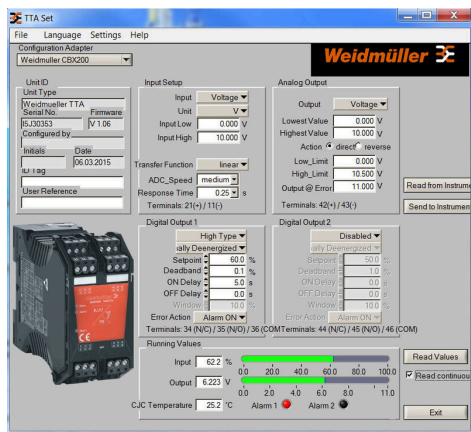 TTA Set
File Language Settings Help
Configuration Adapter
Weidmuller CBX200
Weidmüller
Unit ID
Unit Type
Weidmueller TTA
Serial No. Firmware
I5J30353 V 1.06
Configured by
Initials Date
06.03.2015
ID Tag
User Reference
Input Setup
Input Voltage
Unit V
Input Low 0.000 V
Input High 10.000 V
Transfer Function linear
ADC_Speed medium
Response Time 0.25 s
Terminals: 21(+) / 11(-)
Analog Output
Output Voltage
Lowest Value 0.000 V
Highest Value 10.000 V
Action direct reverse
Low_Limit 0.000 V
High_Limit 10.500 V
Output @ Error 11.000 V
Terminals: 42(+) / 43(-)
Read from Instrume
Send to Instrumen
Digital Output 1
High Type
ally Deenergized
Setpoint 60.0 %
Deadband 0.1 %
ON Delay 5.0 s
OFF Delay 0.0 s
Window 10.0 %
Error Action Alarm ON
Terminals: 34 (N/C) / 35 (N/O) / 36 (COM
Digital Output 2
Disabled
ally Deenergized
Setpoint 50.0 %
Deadband 1.0 %
ON Delay 0.0 s
OFF Delay 0.0 s
Window 10.0 %
Error Action Alarm ON
Terminals: 44 (N/C) / 45 (N/O) / 46 (COM)
Running Values
Input 62.2 %
0.0 20.0 40.0 60.0 80.0 100.0
Output 6.223 V
0.0 2.0 4.0 6.0 8.0 11.0
CJC Temperature 25.2 °C Alarm 1 Alarm 2
Read Values
Read continuou
Exit